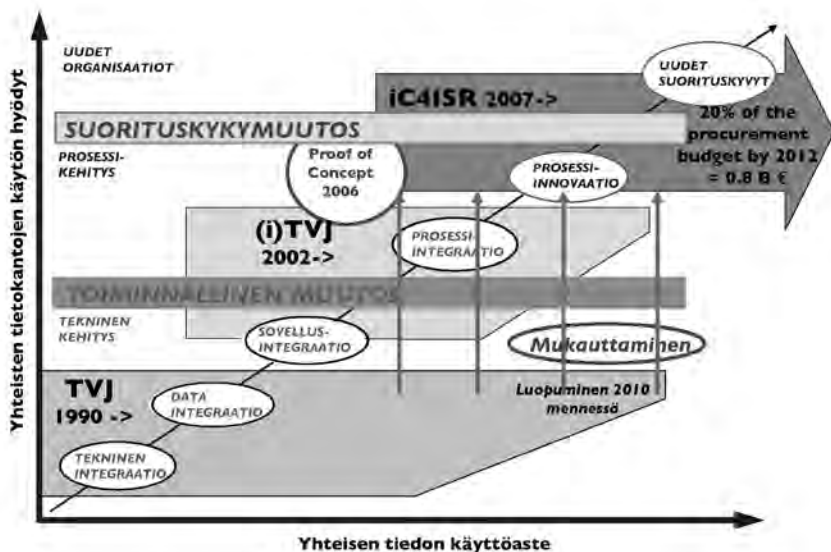 UUDET
ORGANISAATIOT
UUDET
SUORITUSKYVYT
iC4ISR 2007->
20% of the
procurement
budget by 2012
= 0.8 B €
SUORITUSKYKYMUUTOS
PROSESSI-
KEHITYS
Proof of
Concept
2006
PROSESSI-
INNOVAATIO
(i)TVJ
2002->
PROSESSI-
INTEGRAATIO
TOIMINNALLINEN MUUTOS
TEKNINEN
KEHITYS
SOVELLUS-
INTEGRAATIO
Mukauttaminen
TVJ
1990 ->
DATA
INTEGRAATIO
Luopuminen 2010
mennessä
TEKNINEN
INTEGRAATIO
Yhteisten tietokantojen käytön hyödyt
Yhteisen tiedon käyttöaste